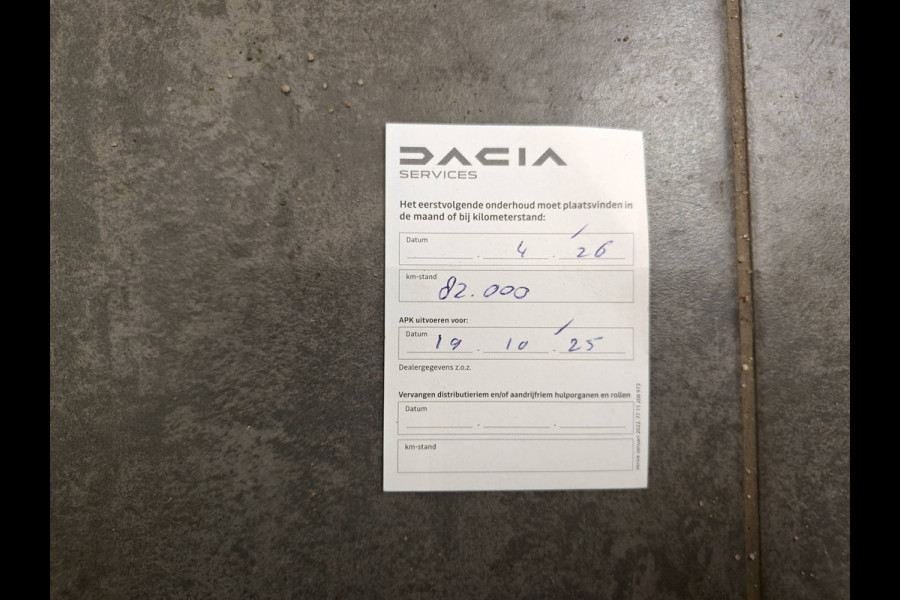 DACIA
SERVICES
Het eerstvolgende onderhoud moet plaatsvinden in
de maand of bij kilometerstand:
Datum
4 . 26
km-stand
82.000
APK uitvoeren voor:
Datum
19 . 10 . 25
Dealergegevens z.o.z.
Vervangen distributieriem en/of aandrijfriem hulporganen en rollen
Datum
km-stand